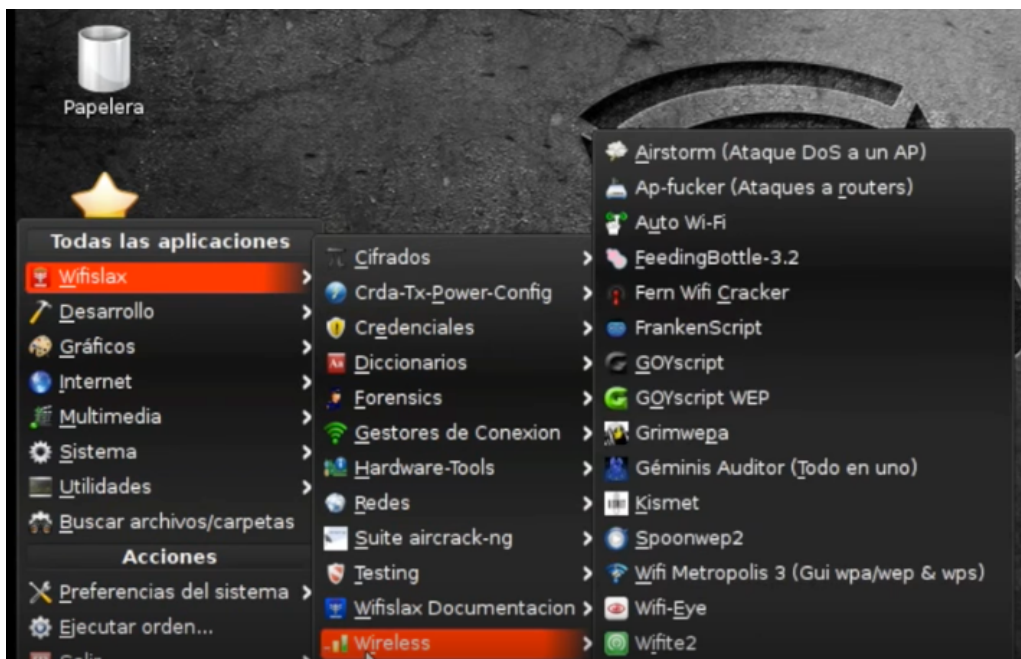 Papelera
Todas las aplicaciones
Wifislax
Desarrollo
Gráficos
Internet
Multimedia
Sistema
Utilidades
Buscar archivos/carpetas
Acciones
Preferencias del sistema
Ejecutar orden...
Salir
Cifrados
Crda-Tx-Power-Config
Credenciales
Diccionarios
Forensics
Gestores de Conexion
Hardware-Tools
Redes
Suite aircrack-ng
Testing
Wifislax Documentacion
Wireless
Airstorm (Ataque DoS a un AP)
Ap-fucker (Ataques a routers)
Auto Wi-Fi
FeedingBottle-3.2
Fern Wifi Cracker
FrankenScript
GOYscript
GOYscript WEP
Grimwepa
Géminis Auditor (Todo en uno)
Kismet
Spoonwep2
Wifi Metropolis 3 (Gui wpa/wep & wps)
Wifi-Eye
Wifite2